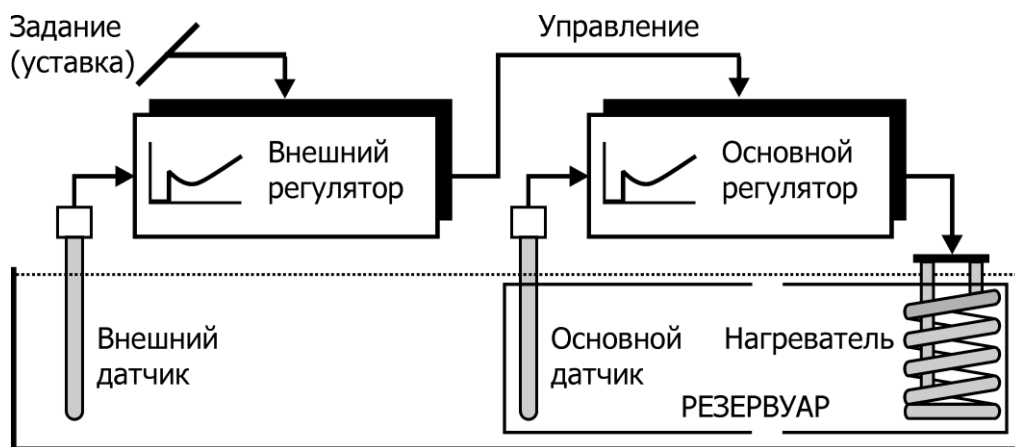 Задание
(уставка)
Управление
Внешний
регулятор
Основной
регулятор
Внешний
датчик
Основной
датчик
Нагреватель
РЕЗЕРВУАР